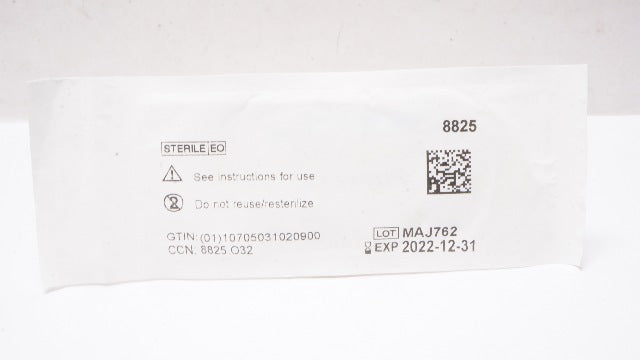 8825
STERILE EO
See instructions for use
Do not reuse/resterilize
GTIN: (01)10705031020900
CCN: 8825.O32
LOT MAJ762
EXP 2022-12-31